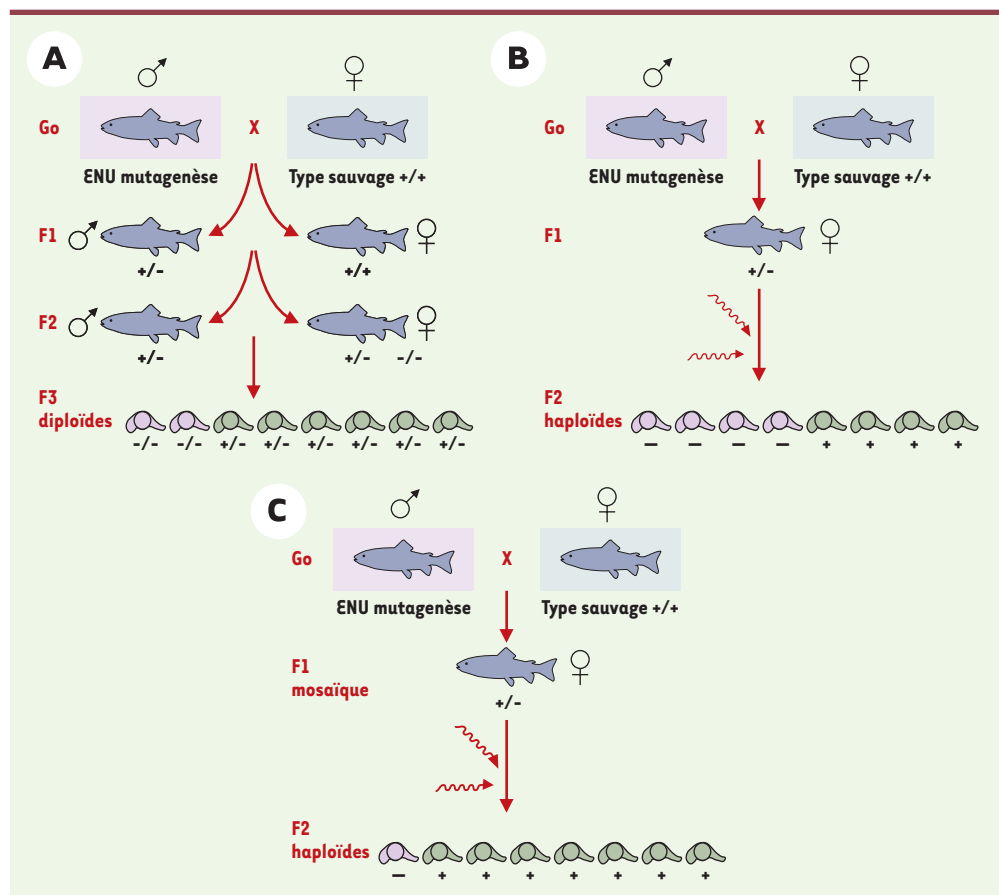 A
♂ ♀
Go X
ENU mutagenèse Type sauvage +/+
F1 ♂ ♀
+/- +/+
F2 ♂ ♀
+/- +/- -/-
F3
diploïdes
-/- -/- +/- +/- +/- +/- +/- +/-
B
♂ ♀
Go X
ENU mutagenèse Type sauvage +/+
F1 ♀
+/-
F2
haploïdes
— — — — + + + +
C
♂ ♀
Go X
ENU mutagenèse Type sauvage +/+
F1
mosaïque ♀
+/-
F2
haploïdes
— + + + + + + +